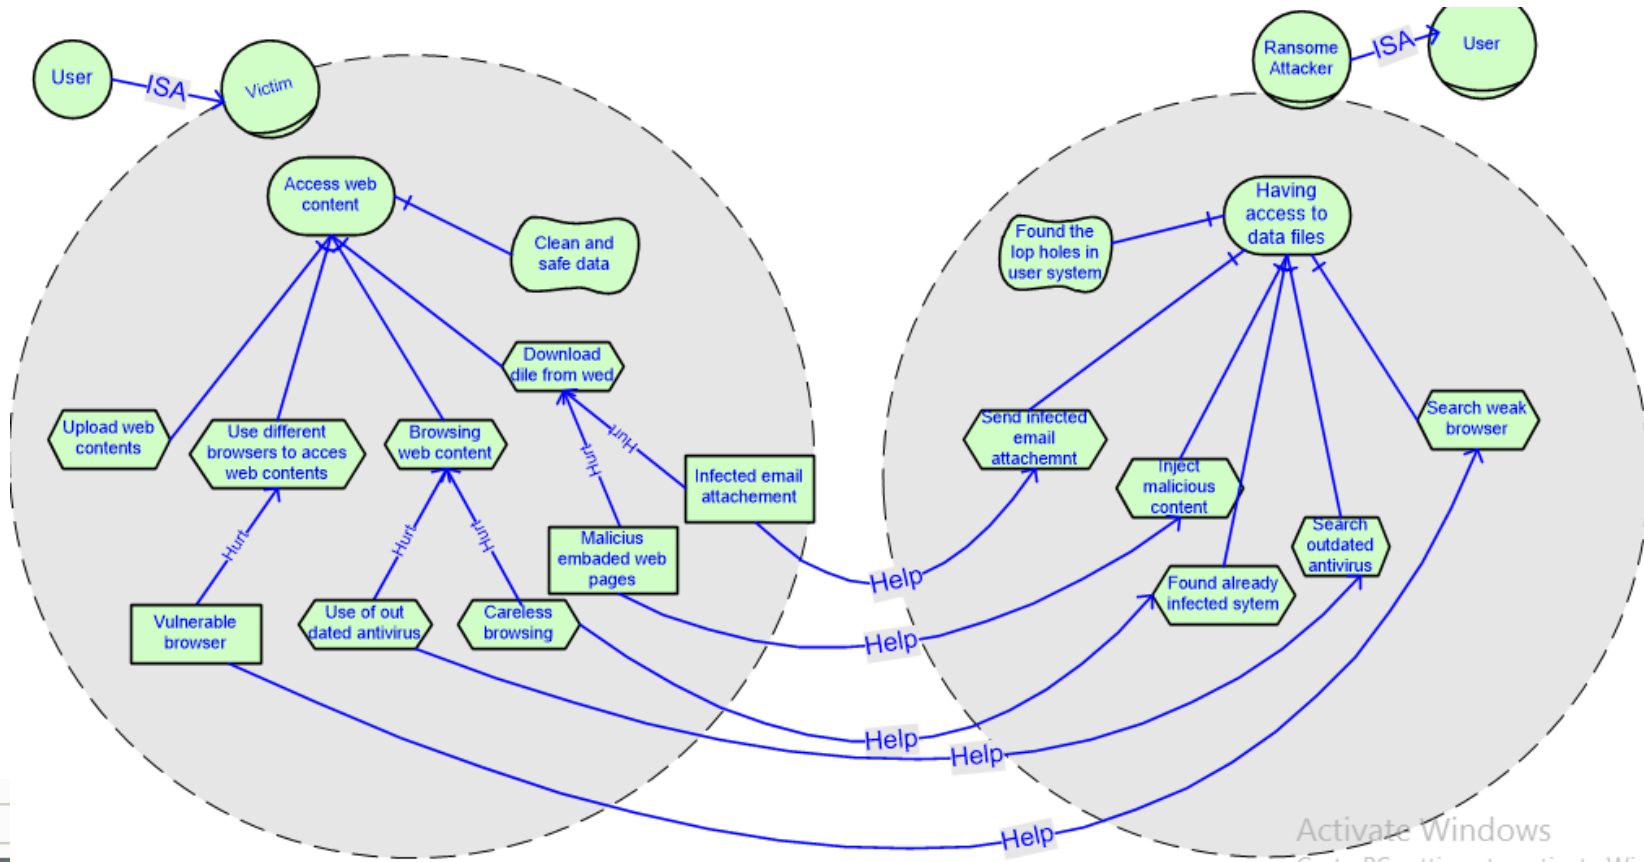 User
ISA
Victim
Ransome
Attacker
ISA
User
Access web
content
Clean and
safe data
Having
access to
data files
Found the
lop holes in
user system
Download
dile from wed
Upload web
contents
Use different
browsers to acces
web contents
Browsing
web content
Hurt
Hurt
Infected email
attachement
Send infected
email
attachemnt
Inject
malicious
content
Search weak
browser
Hurt
Hurt
Hurt
Malicius
embaded web
pages
Search
outdated
antivirus
Found already
infected sytem
Vulnerable
browser
Use of out
dated antivirus
Careless
browsing
Help
Help
Help
Help
Help
Activate Windows